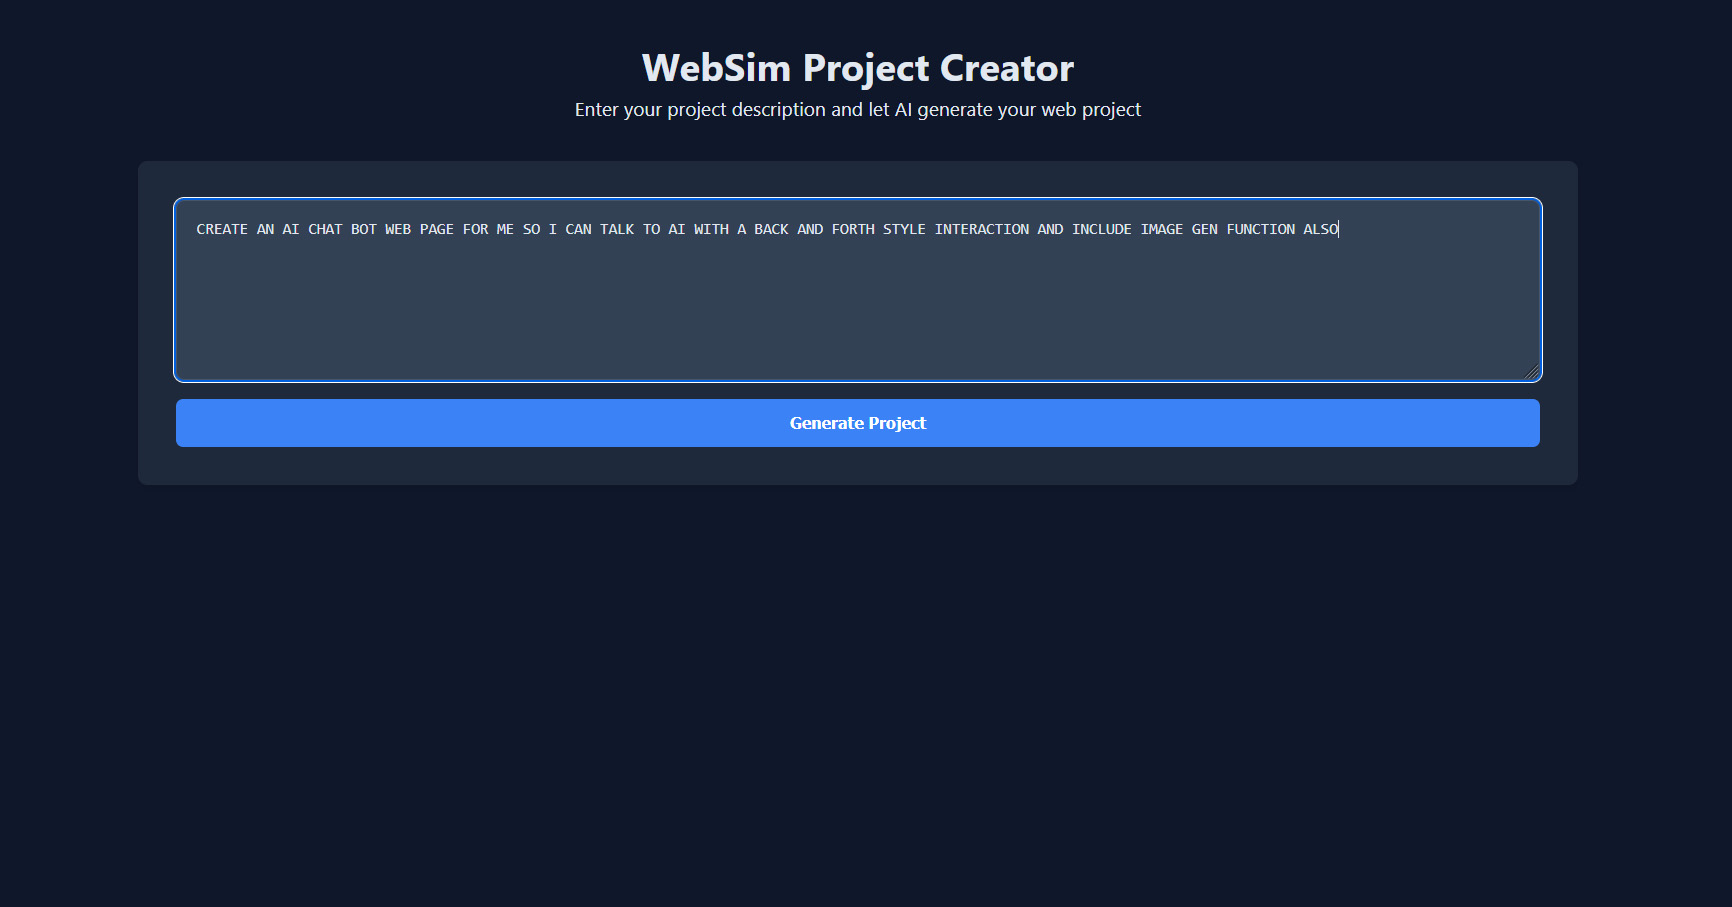 WebSim Project Creator
Enter your project description and let AI generate your web project
CREATE AN AI CHAT BOT WEB PAGE FOR ME SO I CAN TALK TO AI WITH A BACK AND FORTH STYLE INTERACTION AND INCLUDE IMAGE GEN FUNCTION ALSO
Generate Project